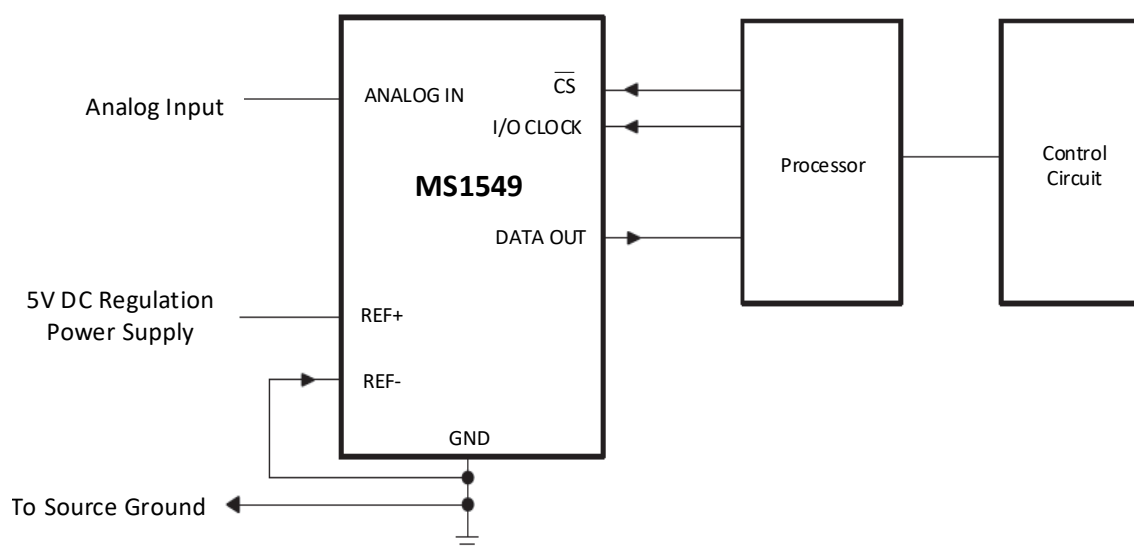 Analog Input
ANALOG IN
C̅S̅
I/O CLOCK
MS1549
DATA OUT
Processor
Control
Circuit
5V DC Regulation
Power Supply
REF+
REF-
GND
To Source Ground